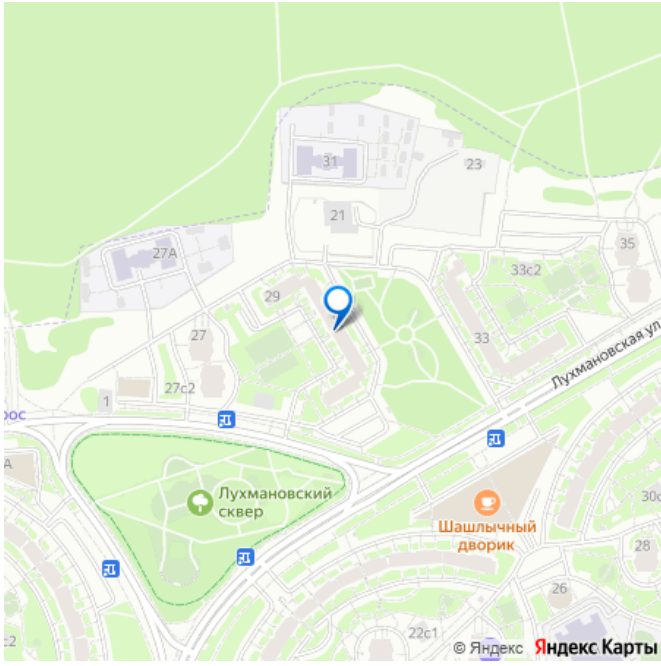 31
23
21
27А
35
33с2
29
27
33
Лухмановская ул
27с2
1
рос
А
Лухмановский
сквер
Шашлычный
дворик
30с
28
26
22с1
с2
© Яндекс Яндекс Карты